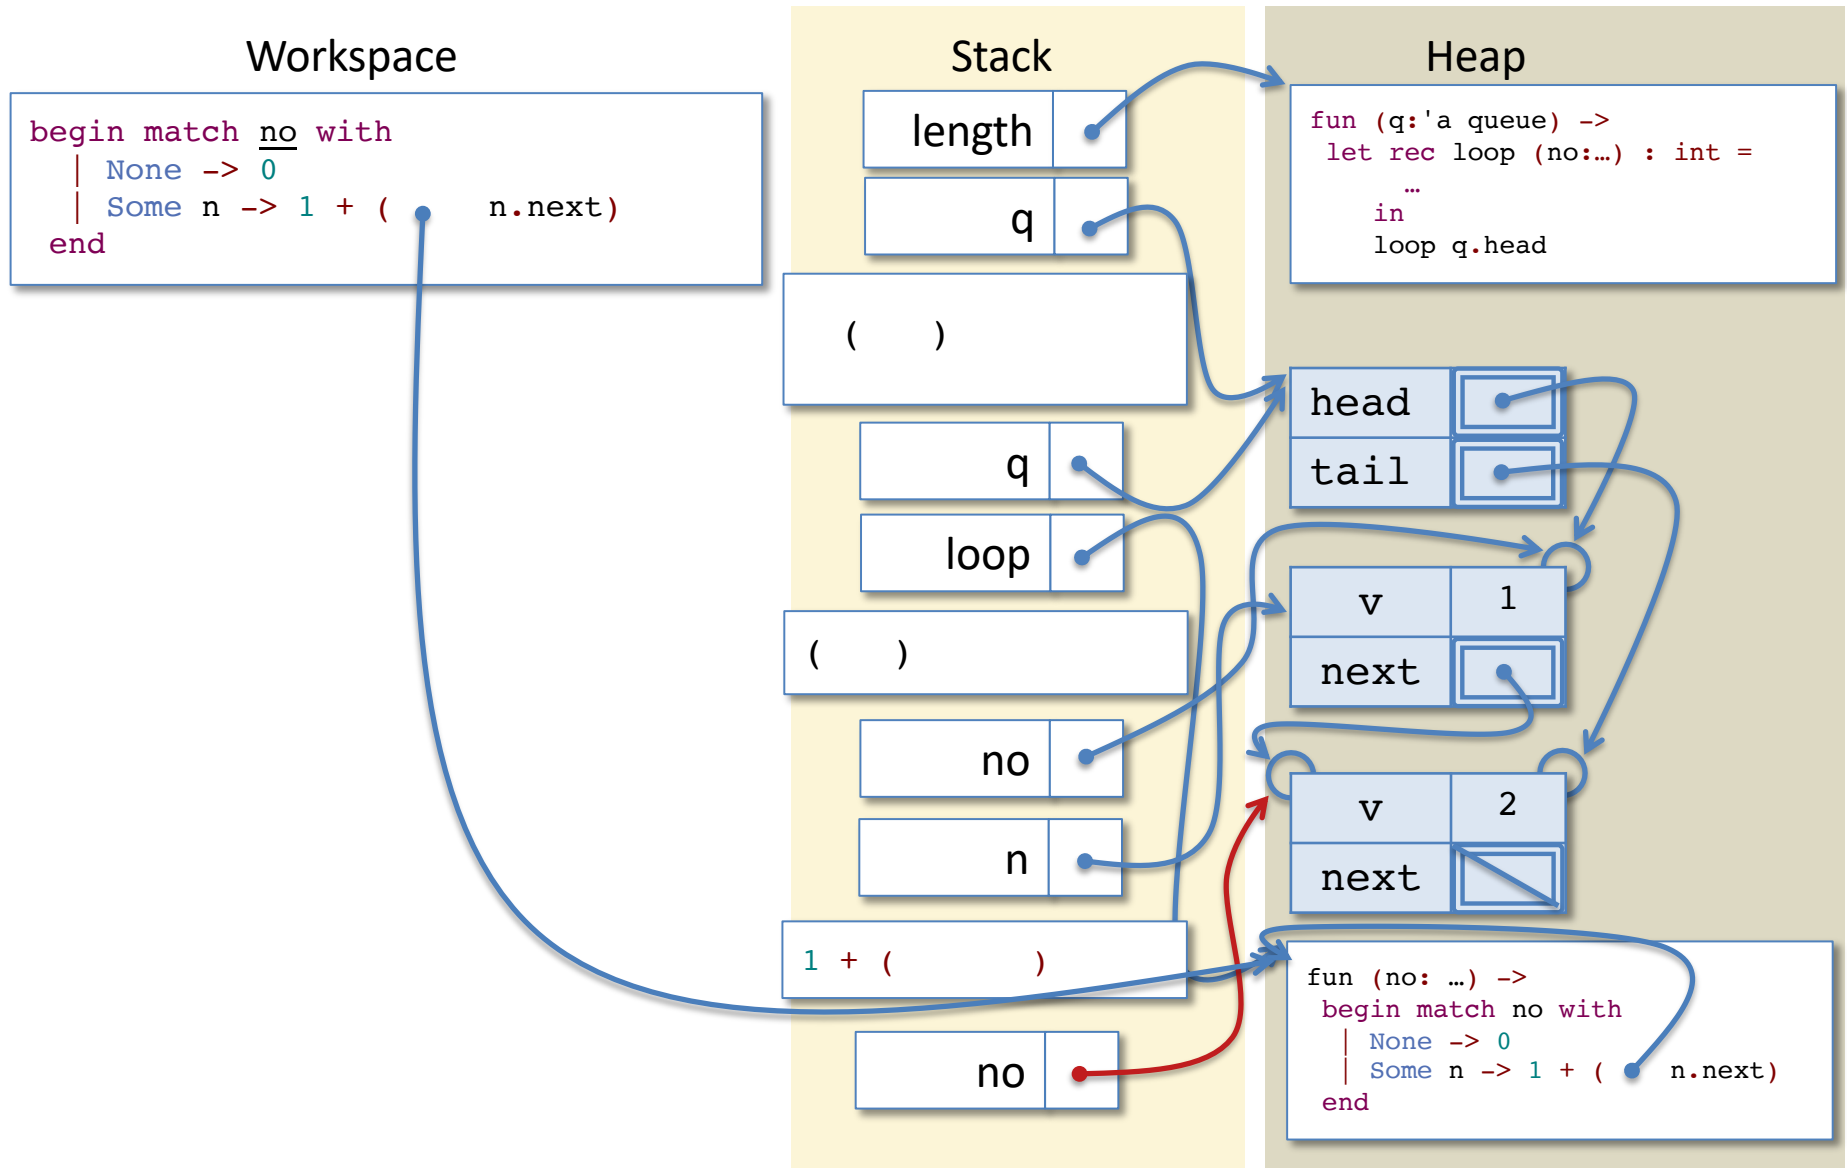 Workspace
begin match no with
| None -> 0
| Some n -> 1 + ( n.next)
end
Stack
length
q
( )
q
loop
( )
no
n
1 + ( )
no
Heap
fun (q:'a queue) ->
let rec loop (no:…) : int =
…
in
loop q.head
head
tail
v 1
next
v 2
next
fun (no: …) ->
begin match no with
| None -> 0
| Some n -> 1 + ( n.next)
end